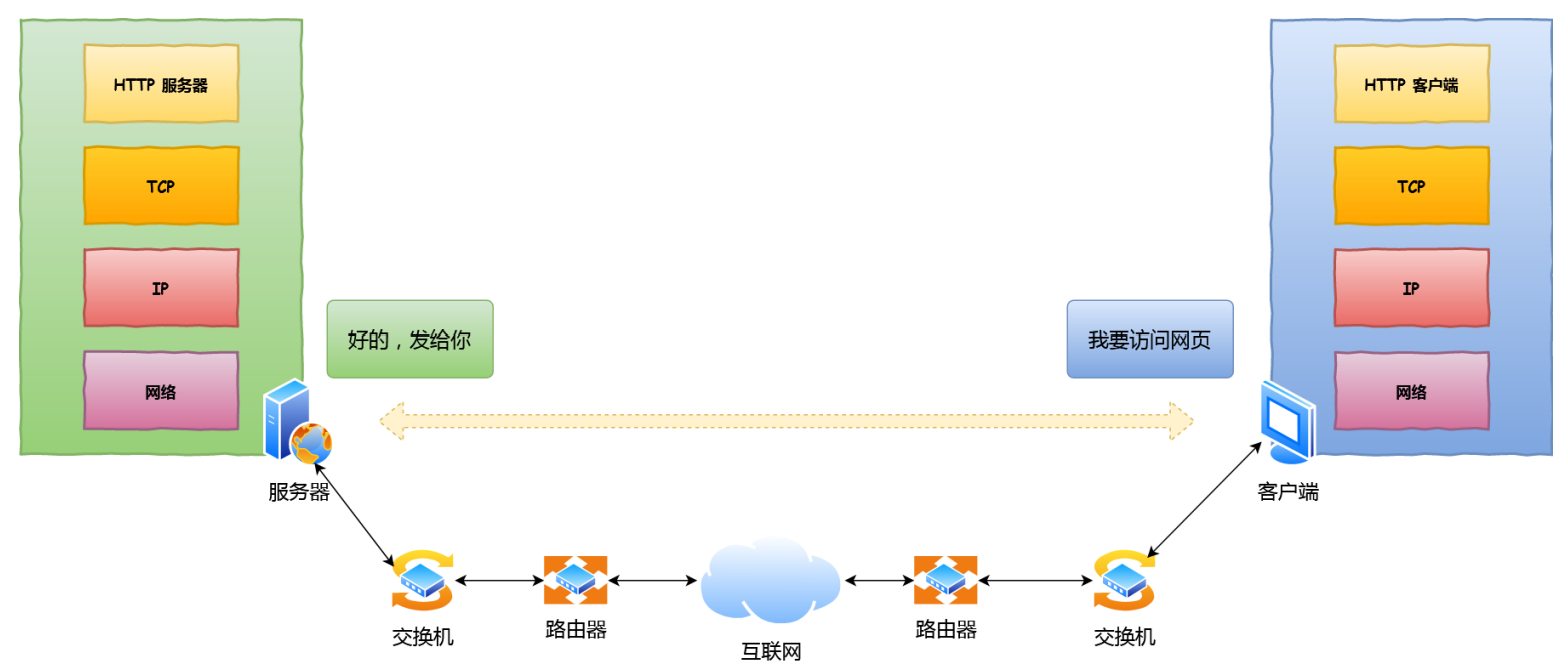 HTTP 服务器
TCP
IP
网络
好的，发给你
服务器
HTTP 客户端
TCP
IP
网络
我要访问网页
客户端
交换机
路由器
互联网
路由器
交换机